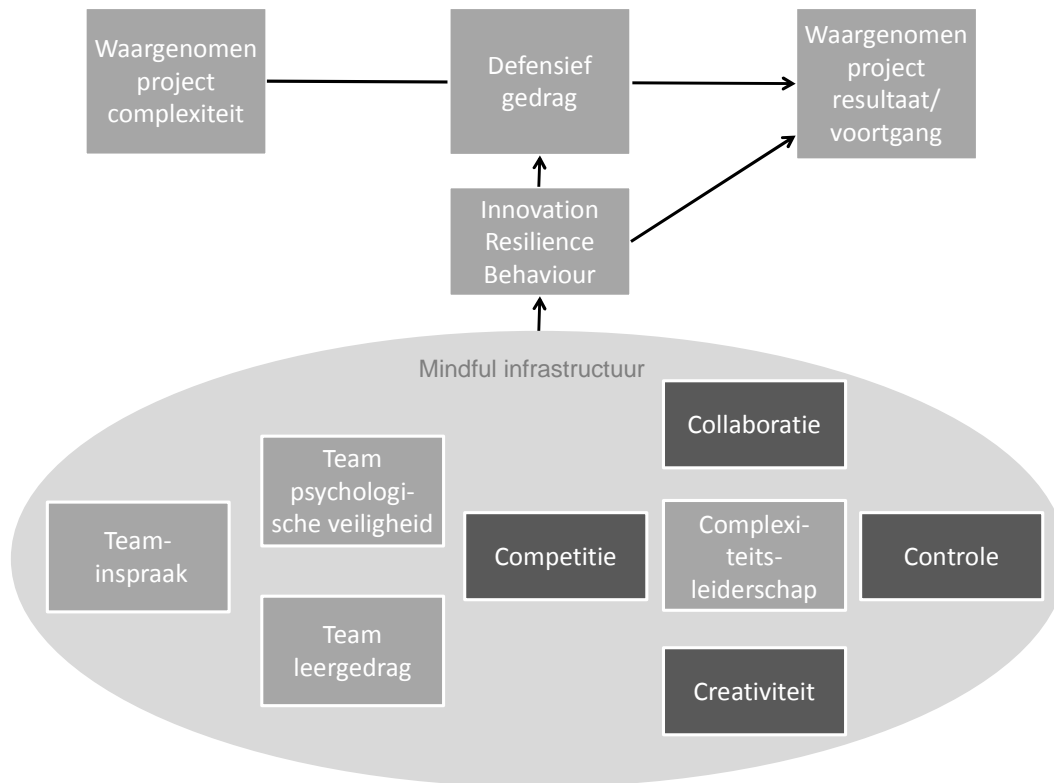 Waargenomen
project
complexiteit
Defensief
gedrag
Waargenomen
project
resultaat/
voortgang
Innovation
Resilience
Behaviour
Mindful infrastructuur
Collaboratie
Team
psychologi-
sche veiligheid
Team-
inspraak
Competitie
Complexi-
teits-
leiderschap
Controle
Team
leergedrag
Creativiteit